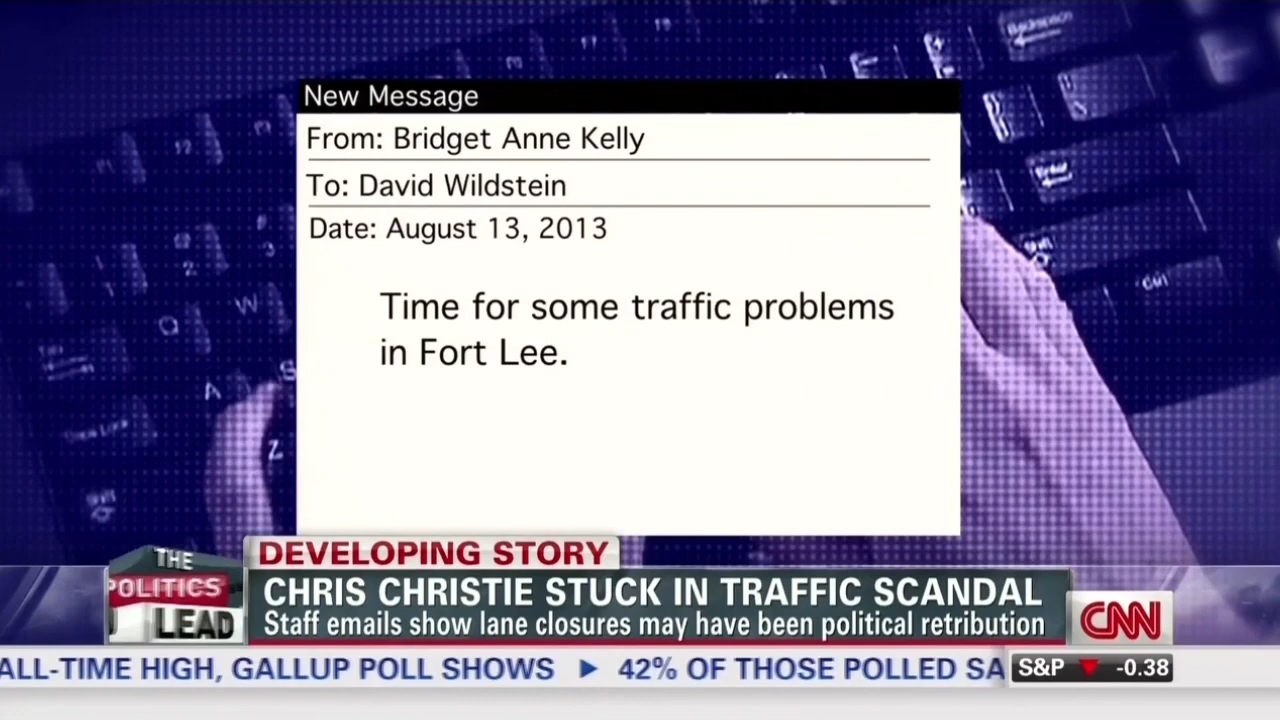 New Message
From: Bridget Anne Kelly
To: David Wildstein
Date: August 13, 2013
Time for some traffic problems
in Fort Lee.
DEVELOPING STORY
THE
POLITICS
LEAD
CHRIS CHRISTIE STUCK IN TRAFFIC SCANDAL
Staff emails show lane closures may have been political retribution
CNN
ALL-TIME HIGH, GALLUP POLL SHOWS ▶ 42% OF THOSE POLLED SA
S&P ▼ -0.38